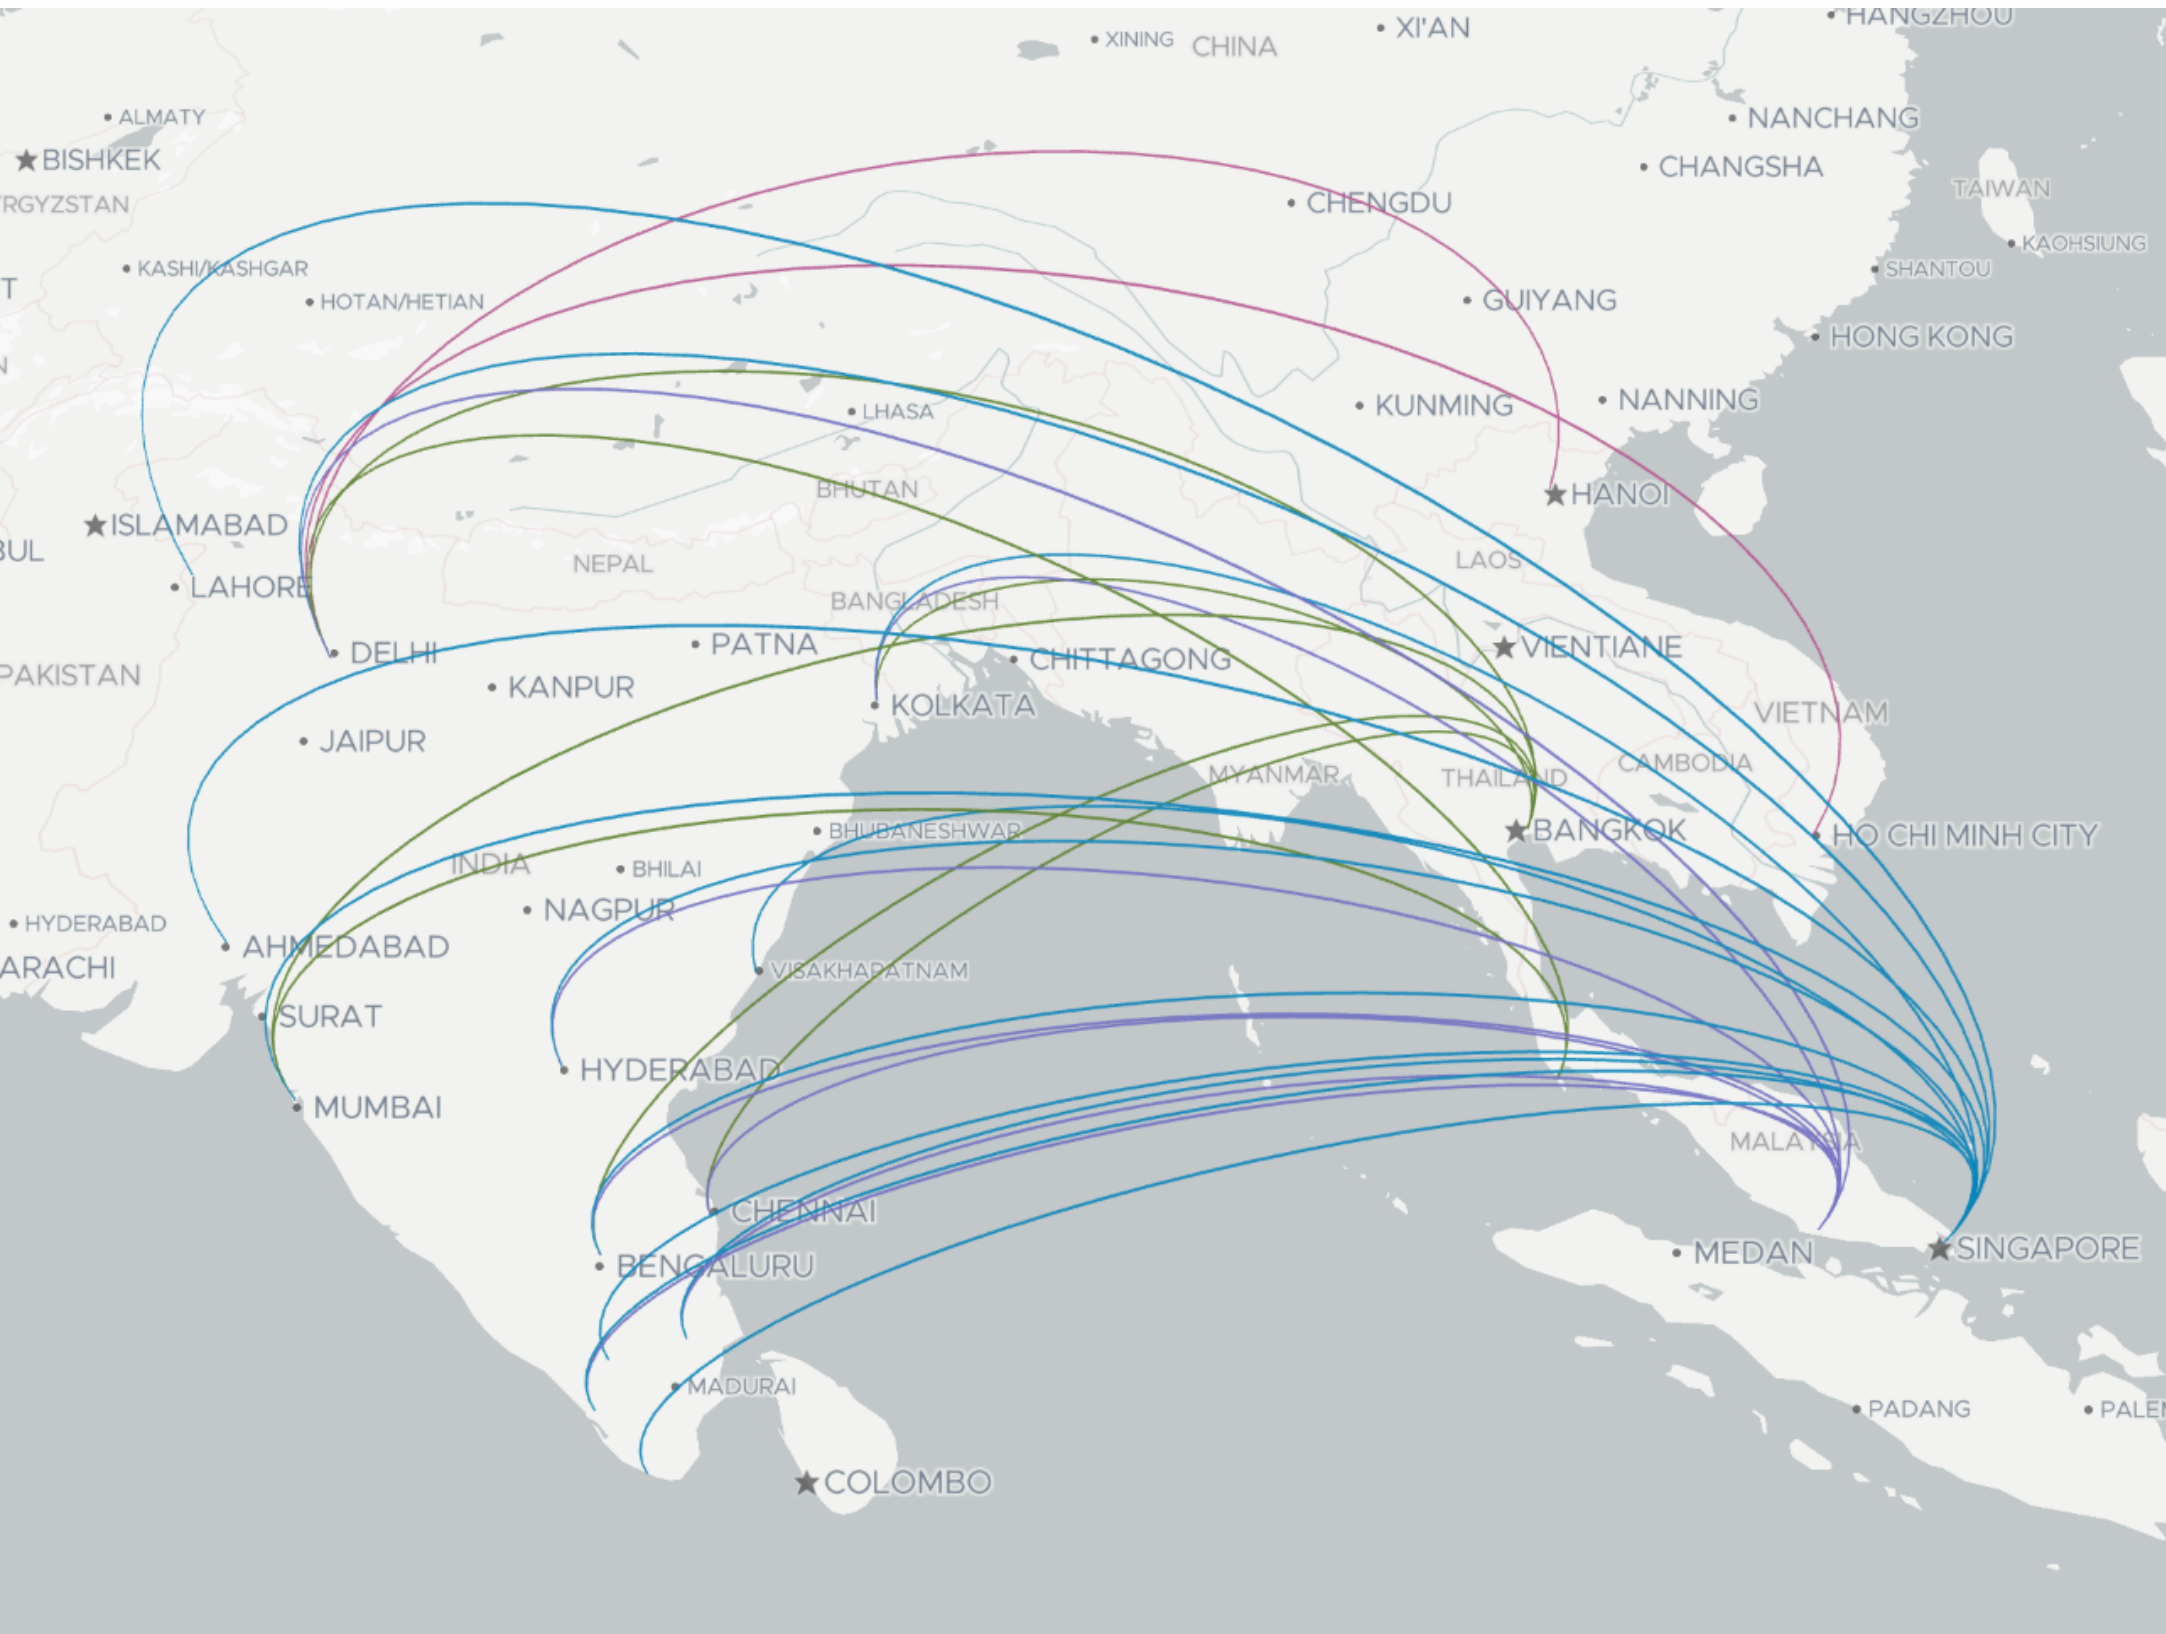 HANGZHOU
XINING
CHINA
XI'AN
ALMATY
NANCHANG
BISHKEK
CHANGSHA
TAIWAN
RGYZSTAN
CHENGDU
KAOHSIUNG
KASHI/KASHGAR
SHANTOU
T
HOTAN/HETIAN
GUIYANG
HONG KONG
N
LHASA
KUNMING
NANNING
BHUTAN
HANOI
ISLAMABAD
BUL
NEPAL
LAOS
LAHORE
BANGLADESH
DELHI
PATNA
CHITTAGONG
VIENTIANE
PAKISTAN
KANPUR
KOLKATA
VIETNAM
JAIPUR
MYANMAR
THAILAND
CAMBODIA
BHUBANESHWAR
BANGKOK
HO CHI MINH CITY
INDIA
BHILAI
NAGPUR
HYDERABAD
AHMEDABAD
ARACHI
VISAKHAPATNAM
SURAT
HYDERABAD
MUMBAI
MALAYSIA
CHENNAI
BENGALURU
MEDAN
SINGAPORE
MADURAI
PADANG
PALE
COLOMBO